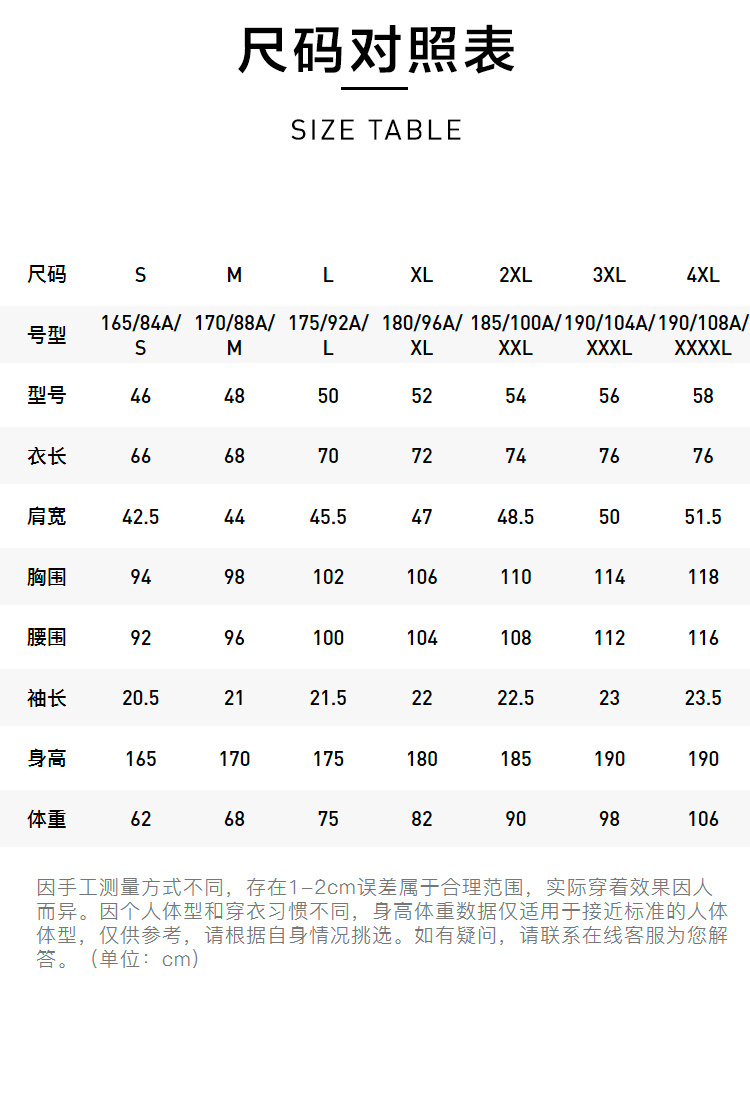 尺码对照表
SIZE TABLE
尺码 S M L XL 2XL 3XL 4XL
号型 165/84A/S 170/88A/M 175/92A/L 180/96A/XL 185/100A/XXL 190/104A/XXXL 190/108A/XXXXL
型号 46 48 50 52 54 56 58
衣长 66 68 70 72 74 76 76
肩宽 42.5 44 45.5 47 48.5 50 51.5
胸围 94 98 102 106 110 114 118
腰围 92 96 100 104 108 112 116
袖长 20.5 21 21.5 22 22.5 23 23.5
身高 165 170 175 180 185 190 190
体重 62 68 75 82 90 98 106
因手工测量方式不同，存在1-2cm误差属于合理范围，实际穿着效果因人
而异。因个人体型和穿衣习惯不同，身高体重数据仅适用于接近标准的人体
体型，仅供参考，请根据自身情况挑选。如有疑问，请联系在线客服为您解
答。（单位：cm）